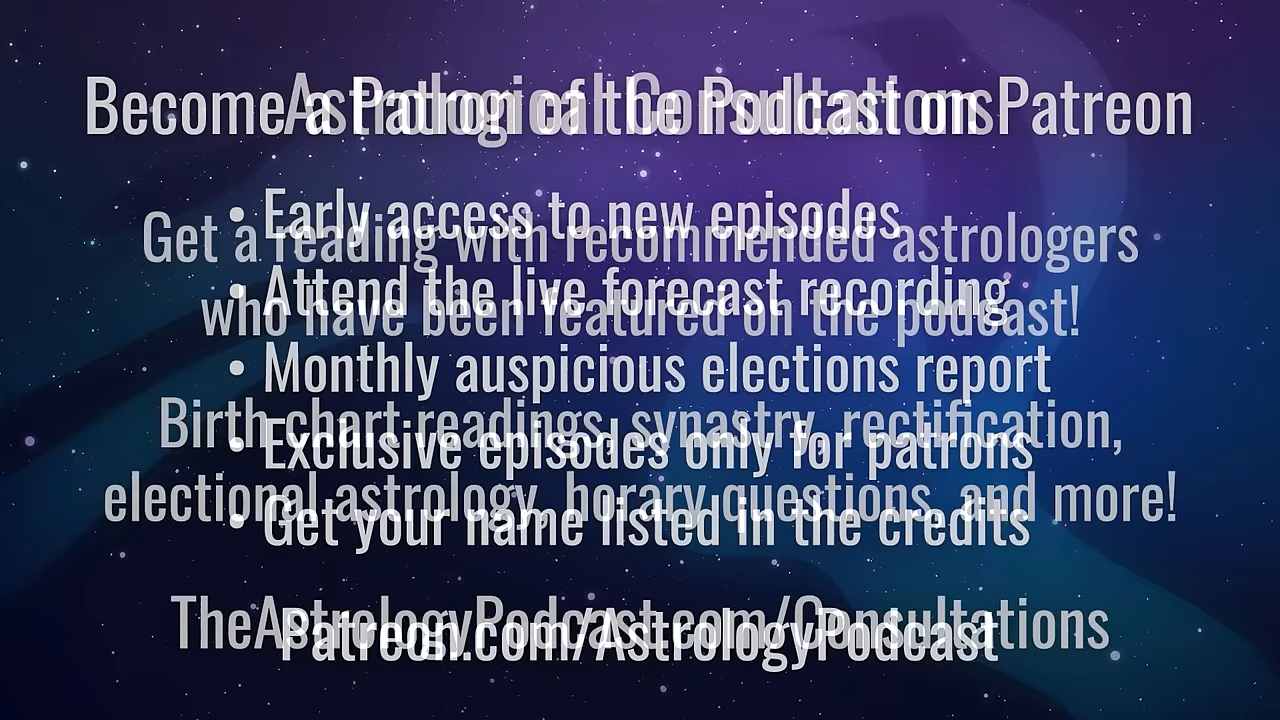 Become a Patron of the Podcast on Patreon
Astrological Consultations
• Early access to new episodes
Get a reading with recommended astrologers
• Attend the live forecast recording
who have been featured on the podcast!
• Monthly auspicious elections report
Birth chart readings, synastry, rectification,
• Exclusive episodes only for patrons
electional astrology, horary questions, and more!
• Get your name listed in the credits
TheAstrologyPodcast.com/Consultations
Patreon.com/AstrologyPodcast